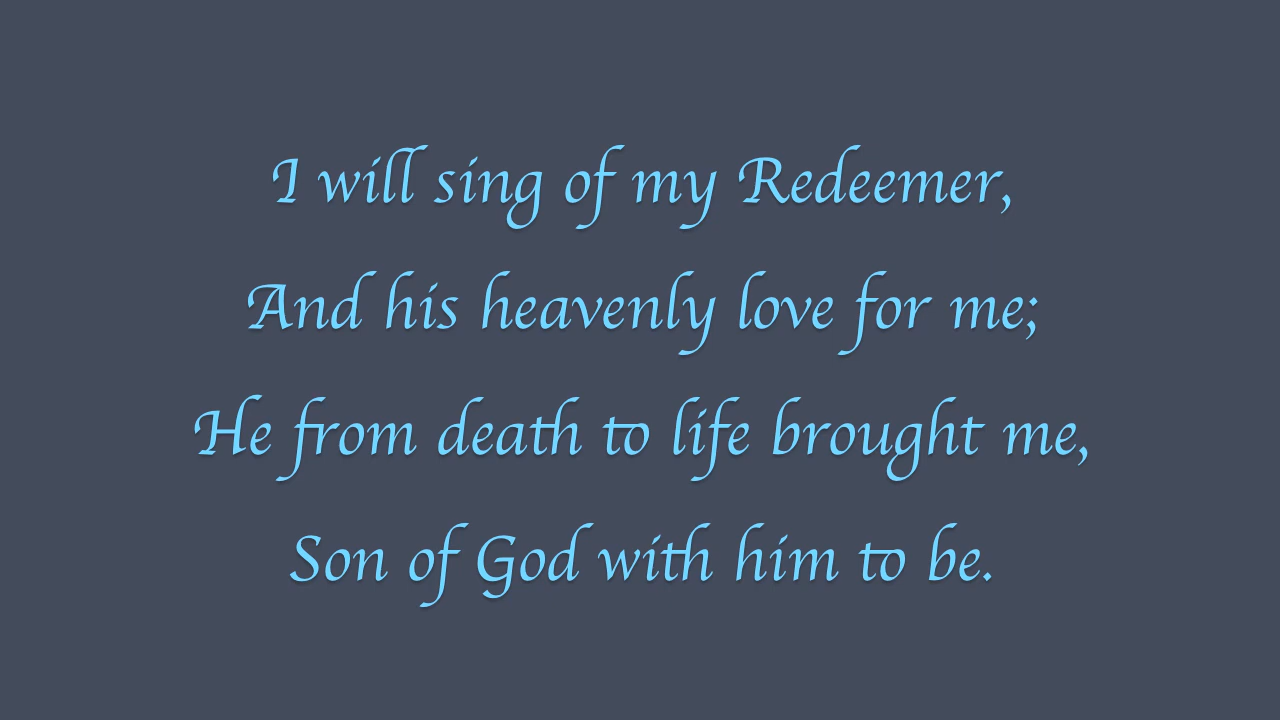 I will sing of my Redeemer,
And his heavenly love for me;
He from death to life brought me,
Son of God with him to be.